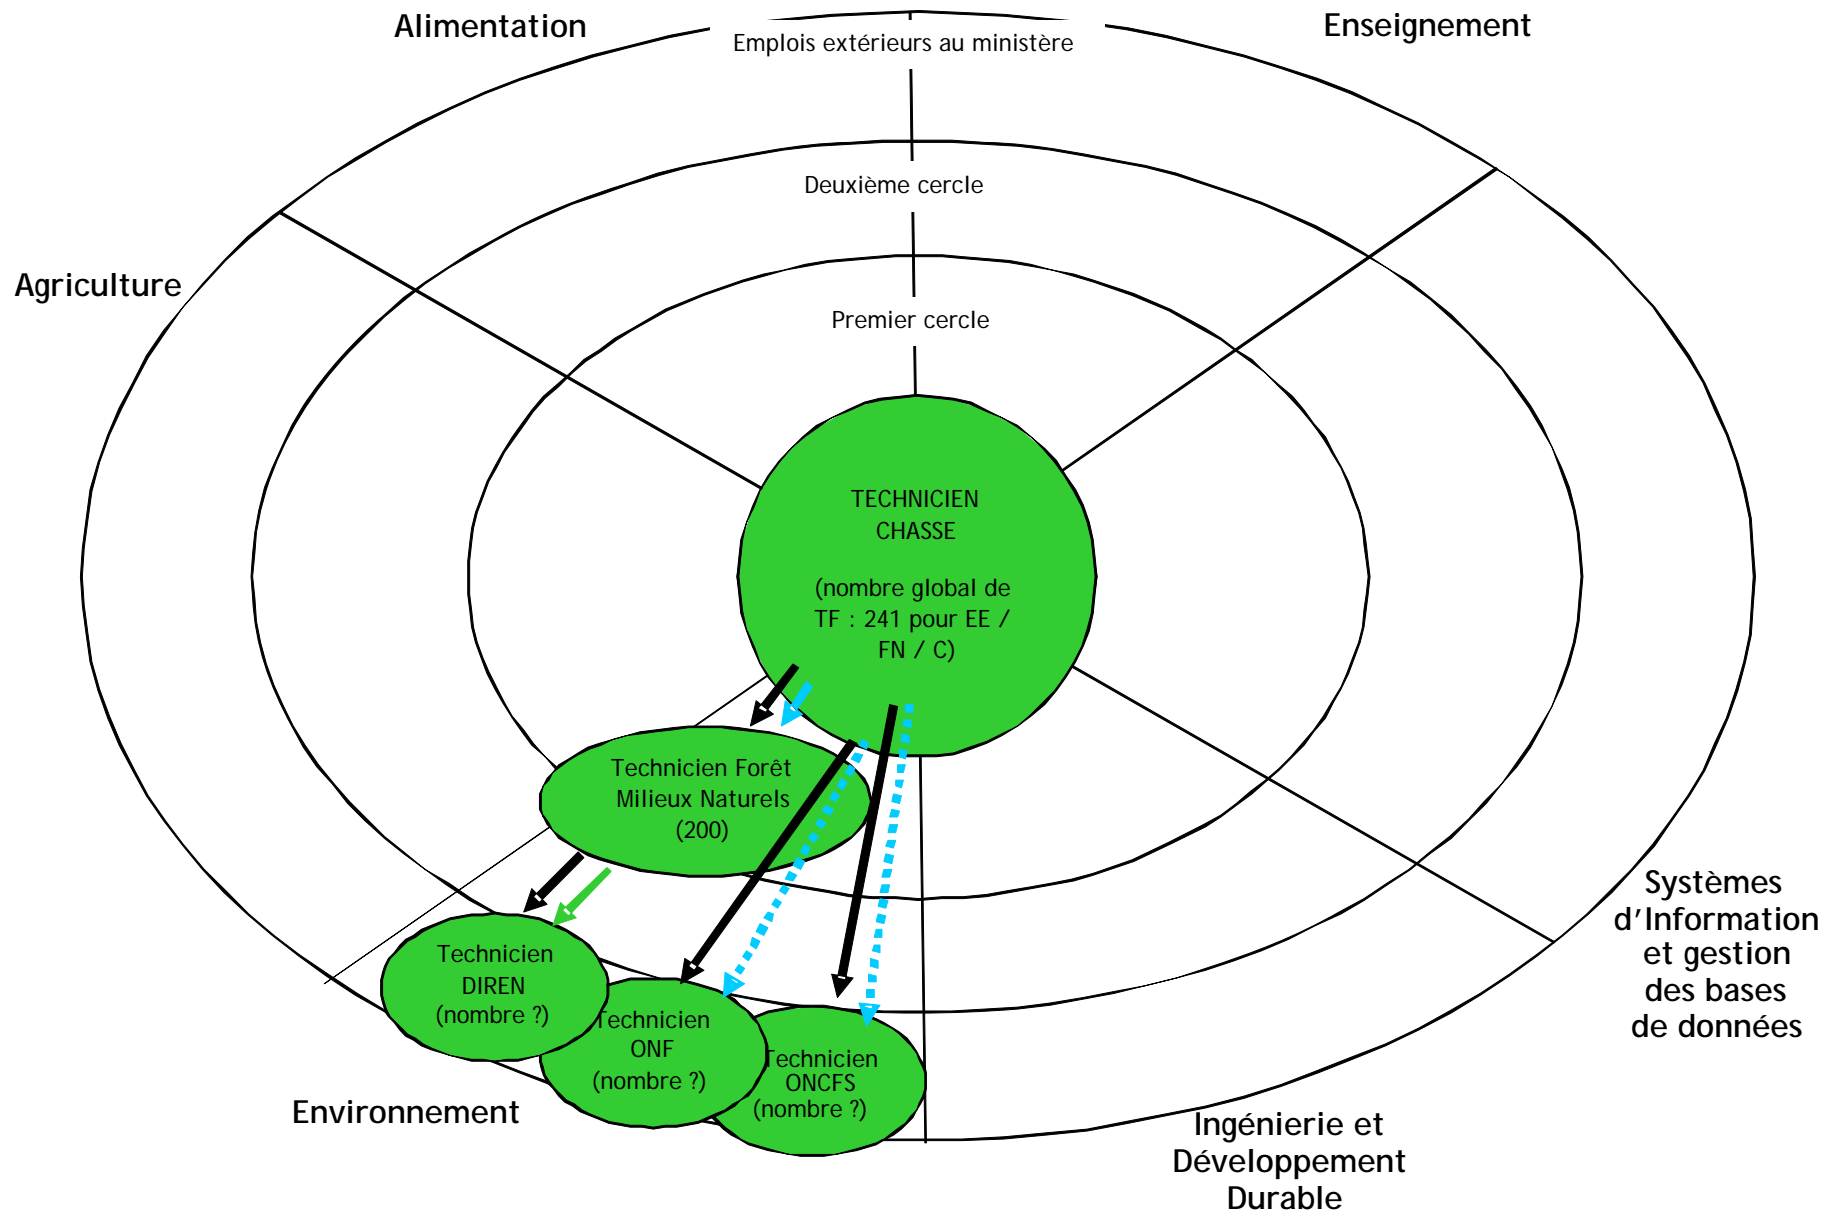 Alimentation
Enseignement
Emplois extérieurs au ministère
Deuxième cercle
Agriculture
Premier cercle
TECHNICIEN
CHASSE
(nombre global de
TF : 241 pour EE /
FN / C)
Technicien Forêt
Milieux Naturels
(200)
Technicien
DIREN
(nombre ?)
Technicien
ONF
(nombre ?)
Technicien
ONCFS
(nombre ?)
Environnement
Systèmes
d'Information
et gestion
des bases
de données
Ingénierie et
Développement
Durable